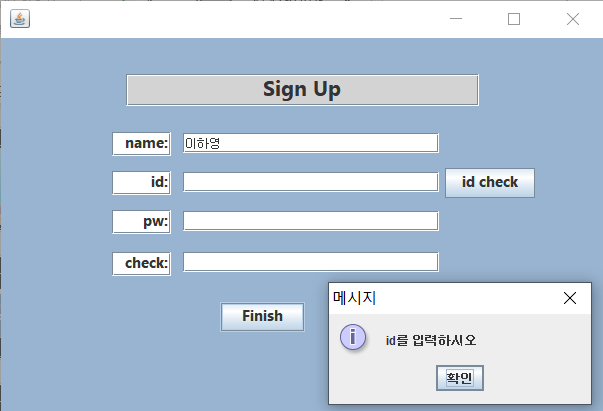 Sign Up
name: 이하영
id: id check
pw:
check:
Finish
메시지
id를 입력하시오
확인